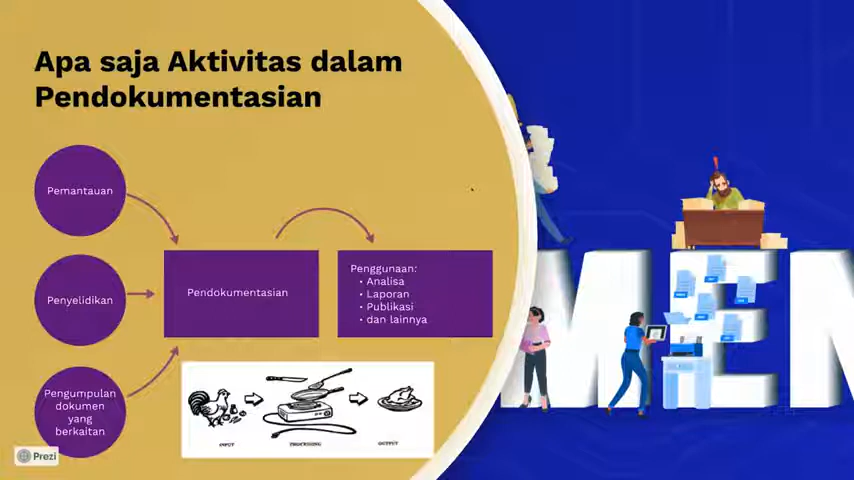 Apa saja Aktivitas dalam
Pendokumentasian
Pemantauan
Penyelidikan
Pengumpulan
dokumen
yang
berkaitan
Pendokumentasian
Penggunaan:
• Analisa
• Laporan
• Publikasi
• dan lainnya
INPUT
PROCESSING
OUTPUT
MEN
Prezi